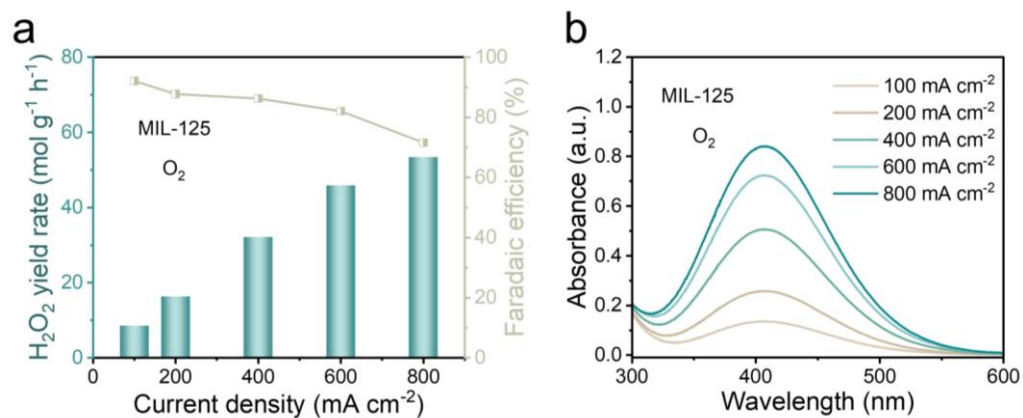 a
H₂O₂ yield rate (mol g⁻¹ h⁻¹)
80
60
40
20
0
MIL-125
O₂
100
80
60
40
20
0
Faradaic efficiency (%)
0 200 400 600 800
Current density (mA cm⁻²)
b
Absorbance (a.u.)
1.2
1.0
0.8
0.6
0.4
0.2
0.0
MIL-125
O₂
100 mA cm⁻²
200 mA cm⁻²
400 mA cm⁻²
600 mA cm⁻²
800 mA cm⁻²
300 400 500 600
Wavelength (nm)